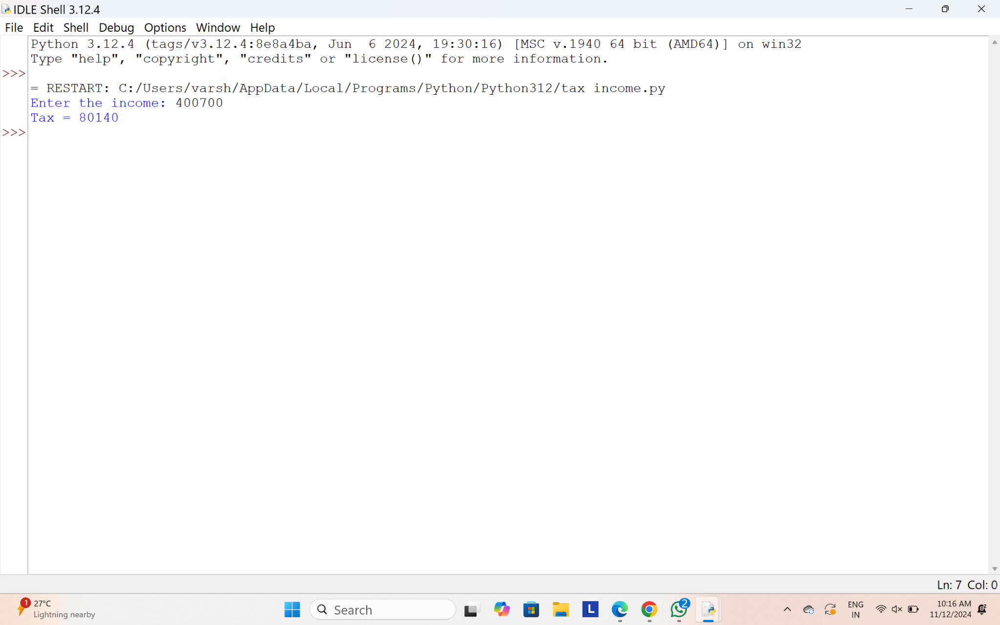 IDLE Shell 3.12.4
File Edit Shell Debug Options Window Help
Python 3.12.4 (tags/v3.12.4:8e8a4ba, Jun  6 2024, 19:30:16) [MSC v.1940 64 bit (AMD64)] on win32
Type "help", "copyright", "credits" or "license()" for more information.
>>>
= RESTART: C:/Users/varsh/AppData/Local/Programs/Python/Python312/tax income.py
Enter the income: 400700
Tax = 80140
>>>
Ln: 7 Col: 0
1 27°C
Lightning nearby
Search
L
2
ENG
IN
10:16 AM
11/12/2024